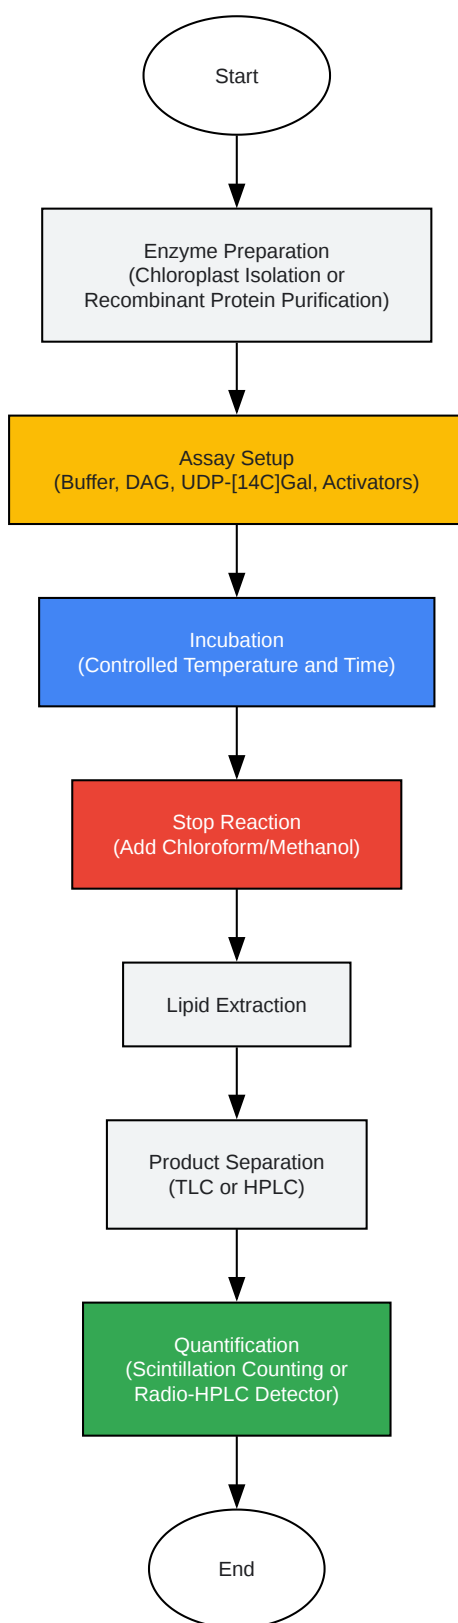 Start
Enzyme Preparation
(Chloroplast Isolation or
Recombinant Protein Purification)
Assay Setup
(Buffer, DAG, UDP-[14C]Gal, Activators)
Incubation
(Controlled Temperature and Time)
Stop Reaction
(Add Chloroform/Methanol)
Lipid Extraction
Product Separation
(TLC or HPLC)
Quantification
(Scintillation Counting or
Radio-HPLC Detector)
End